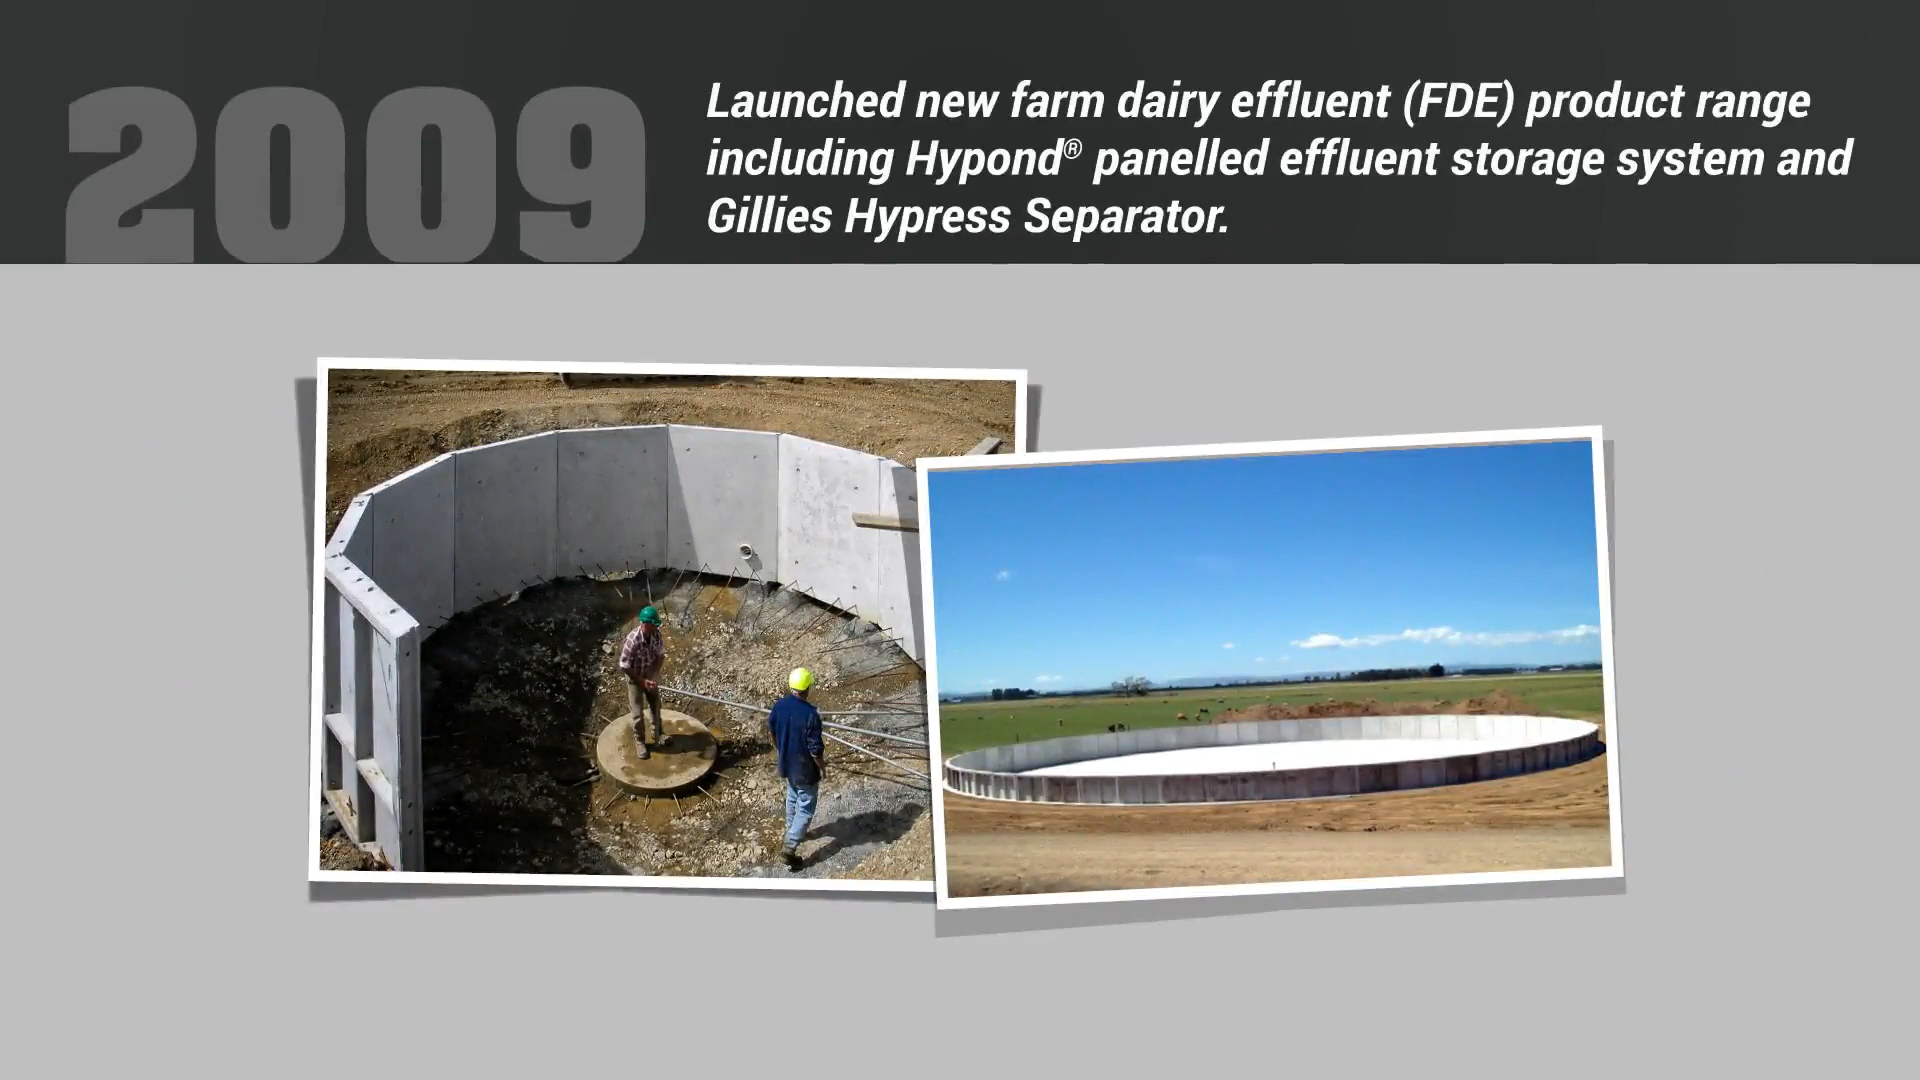 2009
Launched new farm dairy effluent (FDE) product range
including Hypond® panelled effluent storage system and
Gillies Hypress Separator.